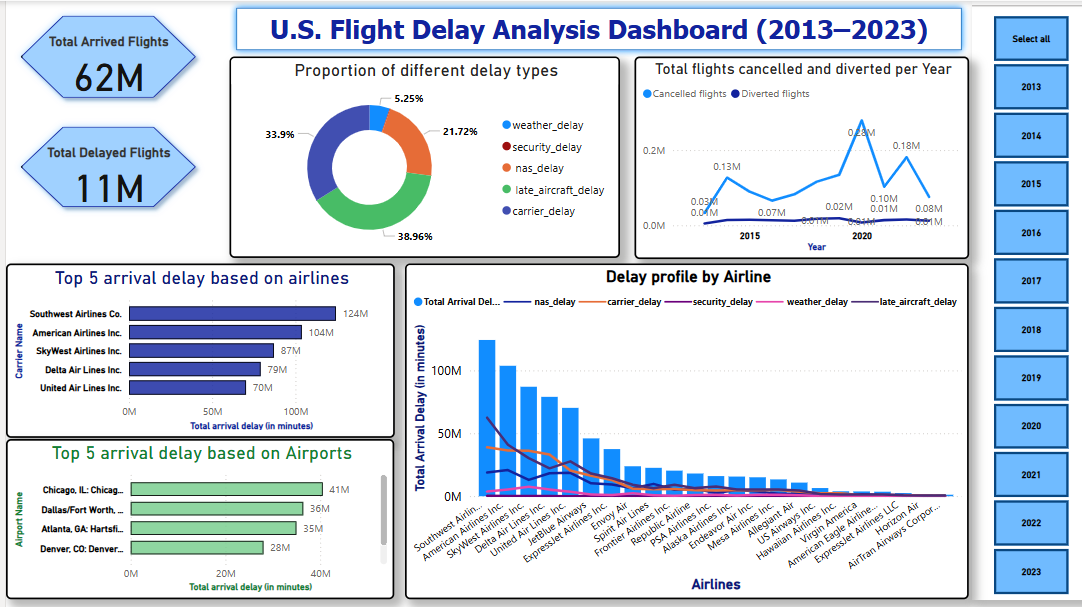 U.S. Flight Delay Analysis Dashboard (2013–2023)
Total Arrived Flights
62M
Total Delayed Flights
11M
Proportion of different delay types
5.25%
21.72%
33.9%
38.96%
weather_delay
security_delay
nas_delay
late_aircraft_delay
carrier_delay
Total flights cancelled and diverted per Year
Cancelled flights Diverted flights
0.2M
0.0M
0.03M
0.13M
0.07M
0.02M
0.28M
0.10M
0.01M
0.18M
0.08M
2015
2020
Year
Select all
2013
2014
2015
2016
2017
2018
2019
2020
2021
2022
2023
Top 5 arrival delay based on airlines
Carrier Name
Southwest Airlines Co. 124M
American Airlines Inc. 104M
SkyWest Airlines Inc. 87M
Delta Air Lines Inc. 79M
United Air Lines Inc. 70M
0M 50M 100M
Total arrival delay (in minutes)
Top 5 arrival delay based on Airports
Airport Name
Chicago, IL: Chicag... 41M
Dallas/Fort Worth, ... 36M
Atlanta, GA: Hartsfi... 35M
Denver, CO: Denver... 28M
0M 20M 40M
Total arrival delay (in minutes)
Delay profile by Airline
Total Arrival Del... nas_delay carrier_delay security_delay weather_delay late_aircraft_delay
Total Arrival Delay (in minutes)
100M
50M
0M
Southwest Airlin...
American Airlines Inc.
SkyWest Airlines Inc.
Delta Air Lines Inc.
United Air Lines Inc.
JetBlue Airways
ExpressJet Airlines Inc.
Envoy Air
Spirit Air Lines
Frontier Airlines Inc.
Republic Airline
PSA Airlines Inc.
Alaska Airlines Inc.
Endeavor Air Inc.
Mesa Airlines Inc.
Allegiant Air
US Airways Inc.
Hawaiian Airlines Inc.
Virgin America
American Eagle Airline...
ExpressJet Airlines LLC
Horizon Air
AirTran Airways Corpor...
Airlines